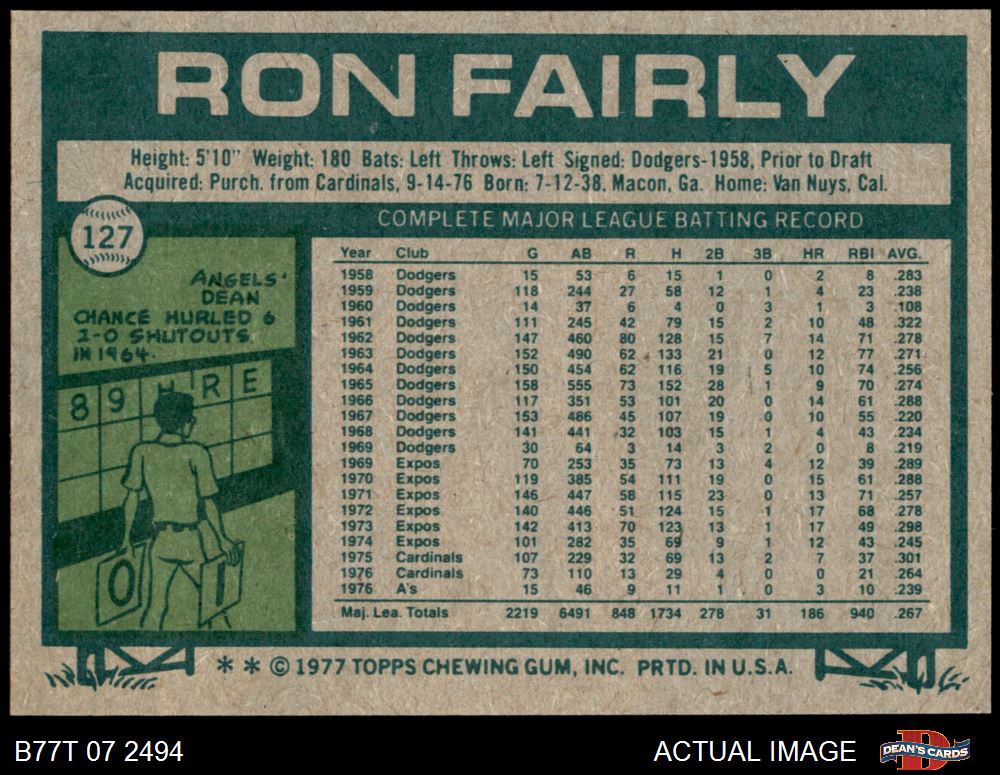 RON FAIRLY
Height: 5'10" Weight: 180 Bats: Left Throws: Left Signed: Dodgers-1958, Prior to Draft
Acquired: Purch. from Cardinals, 9-14-76 Born: 7-12-38, Macon, Ga. Home: Van Nuys, Cal.
127
ANGELS'
DEAN
CHANCE HURLED 6
1-0 SHUTOUTS
IN 1964.
8 9 H R E
0 1
COMPLETE MAJOR LEAGUE BATTING RECORD
Year Club G AB R H 2B 3B HR RBI AVG.
1958 Dodgers 15 53 6 15 1 0 2 8 .283
1959 Dodgers 118 244 27 58 12 1 4 23 .238
1960 Dodgers 14 37 6 4 0 3 1 3 .108
1961 Dodgers 111 245 42 79 15 2 10 48 .322
1962 Dodgers 147 460 80 128 15 7 14 71 .278
1963 Dodgers 152 490 62 133 21 0 12 77 .271
1964 Dodgers 150 454 62 116 19 5 10 74 .256
1965 Dodgers 158 555 73 152 28 1 9 70 .274
1966 Dodgers 117 351 53 101 20 0 14 61 .288
1967 Dodgers 153 486 45 107 19 0 10 55 .220
1968 Dodgers 141 441 32 103 15 1 4 43 .234
1969 Dodgers 30 64 3 14 3 2 0 8 .219
1969 Expos 70 253 35 73 13 4 12 39 .289
1970 Expos 119 385 54 111 19 0 15 61 .288
1971 Expos 146 447 58 115 23 0 13 71 .257
1972 Expos 140 446 51 124 15 1 17 68 .278
1973 Expos 142 413 70 123 13 1 17 49 .298
1974 Expos 101 282 35 69 9 1 12 43 .245
1975 Cardinals 107 229 32 69 13 2 7 37 .301
1976 Cardinals 73 110 13 29 4 0 0 21 .264
1976 A's 15 46 9 11 1 0 3 10 .239
Maj. Lea. Totals 2219 6491 848 1734 278 31 186 940 .267
* * © 1977 TOPPS CHEWING GUM, INC. PRTD. IN U.S.A.
B77T 07 2494 ACTUAL IMAGE DEAN'S CARDS